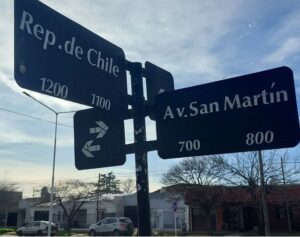 Rep. de Chile
1200 1100
Av. San Martín
700 800